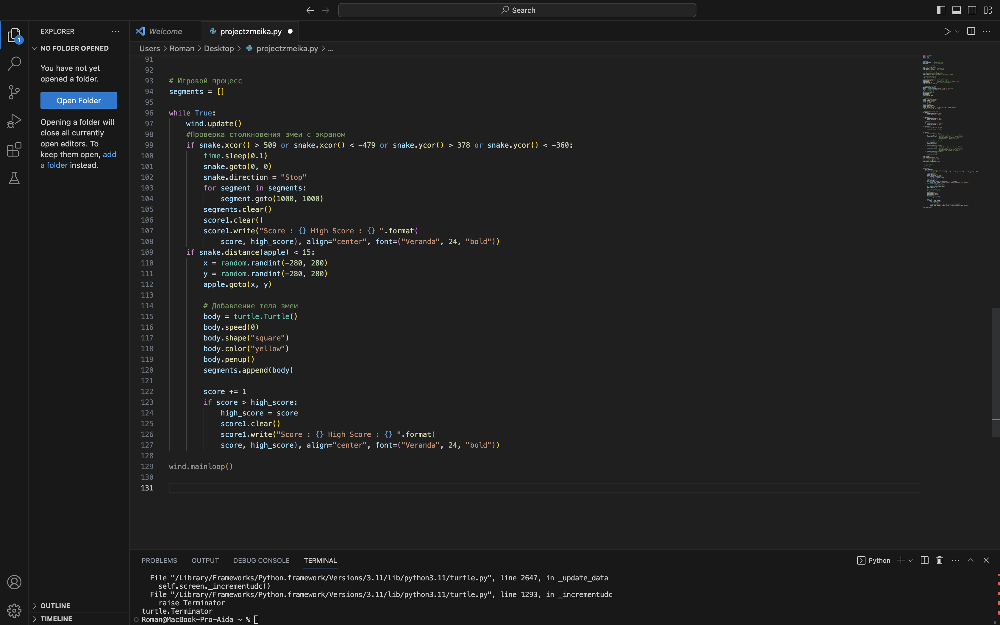 Search
EXPLORER
NO FOLDER OPENED
You have not yet
opened a folder.
Open Folder
Opening a folder will
close all currently
open editors. To
keep them open, add
a folder instead.
OUTLINE
TIMELINE
1
Welcome
projectzmeika.py
Users > Roman > Desktop > projectzmeika.py > ...
91
92
93 # Игровой процесс
94 segments = []
95
96 while True:
97 wind.update()
98 #Проверка столкновения змеи с экраном
99 if snake.xcor() > 509 or snake.xcor() < -479 or snake.ycor() > 378 or snake.ycor() < -360:
100 time.sleep(0.1)
101 snake.goto(0, 0)
102 snake.direction = "Stop"
103 for segment in segments:
104 segment.goto(1000, 1000)
105 segments.clear()
106 score1.clear()
107 score1.write("Score : {} High Score : {} ".format(
108 score, high_score), align="center", font=("Veranda", 24, "bold"))
109 if snake.distance(apple) < 15:
110 x = random.randint(-280, 280)
111 y = random.randint(-280, 280)
112 apple.goto(x, y)
113
114 # Добавление тела змеи
115 body = turtle.Turtle()
116 body.speed(0)
117 body.shape("square")
118 body.color("yellow")
119 body.penup()
120 segments.append(body)
121
122 score += 1
123 if score > high_score:
124 high_score = score
125 score1.clear()
126 score1.write("Score : {} High Score : {} ".format(
127 score, high_score), align="center", font=("Veranda", 24, "bold"))
128
129 wind.mainloop()
130
131
PROBLEMS OUTPUT DEBUG CONSOLE TERMINAL
Python
File "/Library/Frameworks/Python.framework/Versions/3.11/lib/python3.11/turtle.py", line 2647, in _update_data
self.screen._incrementudc()
File "/Library/Frameworks/Python.framework/Versions/3.11/lib/python3.11/turtle.py", line 1293, in _incrementudc
raise Terminator
turtle.Terminator
Roman@MacBook-Pro-Aida ~ %